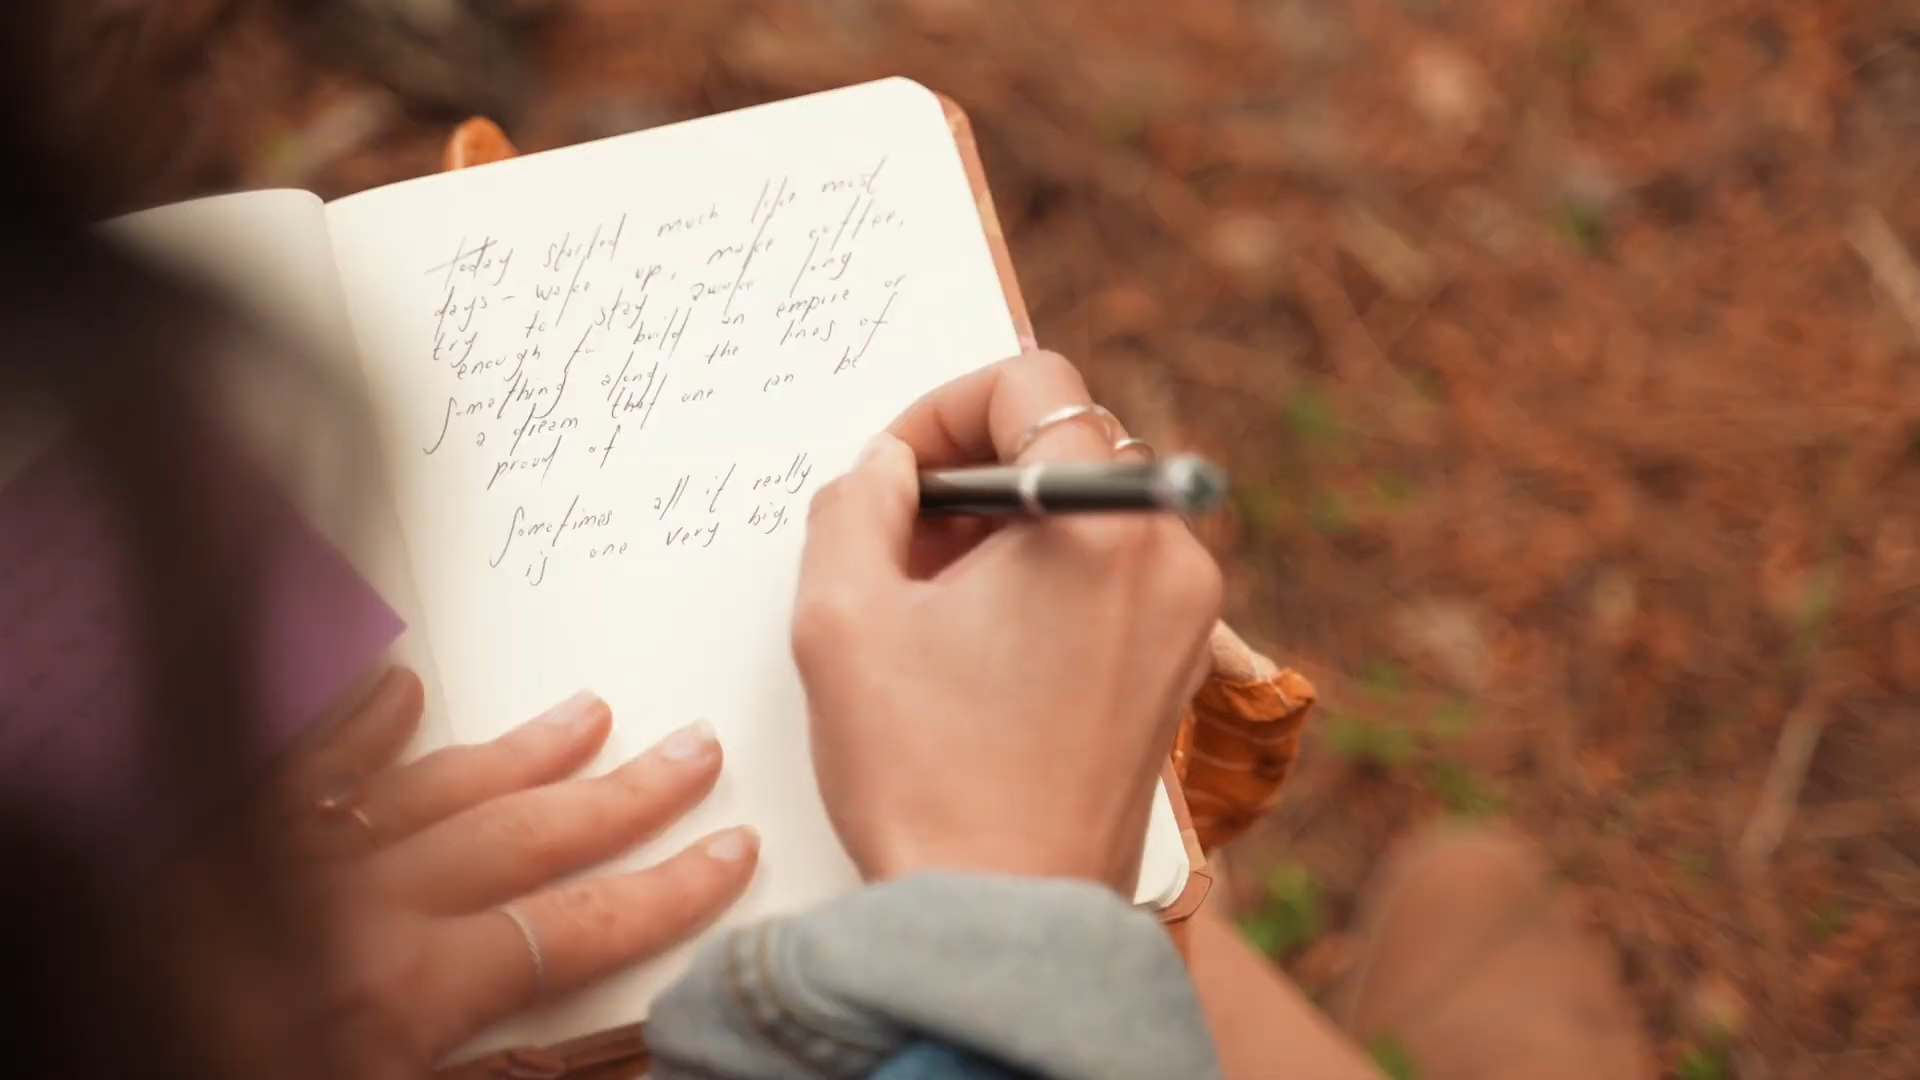 Today started much like most
days - wake up, make coffee,
try to stay awake long
enough to build an empire or
something along the lines of
a dream that one can be
proud of
Sometimes all it really
is one very big,